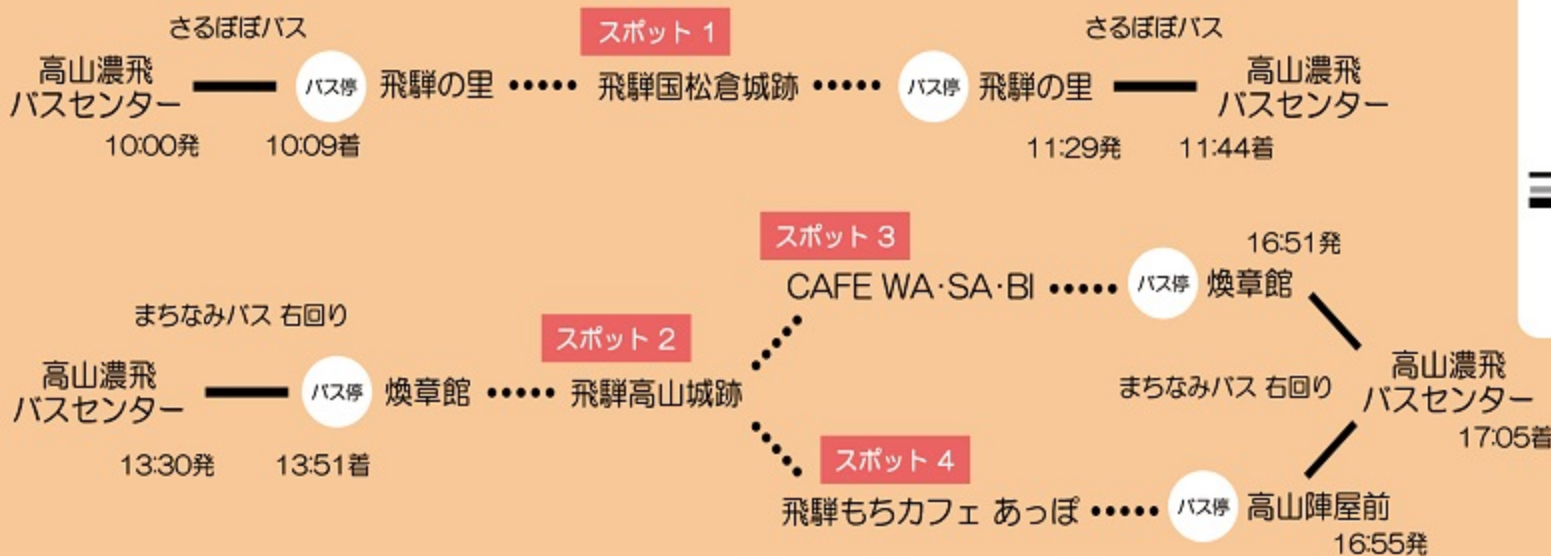 さるぼぼバス
スポット 1
さるぼぼバス
高山濃飛
バスセンター
バス停
飛騨の里
飛騨国松倉城跡
バス停
飛騨の里
高山濃飛
バスセンター
10:00発
10:09着
11:29発
11:44着
スポット 3
16:51発
CAFE WA·SA·BI
バス停
煥章館
まちなみバス 右回り
スポット 2
高山濃飛
バスセンター
バス停
煥章館
飛騨高山城跡
まちなみバス 右回り
高山濃飛
バスセンター
13:30発
13:51着
17:05着
スポット 4
飛騨もちカフェ あっぽ
バス停
高山陣屋前
16:55発